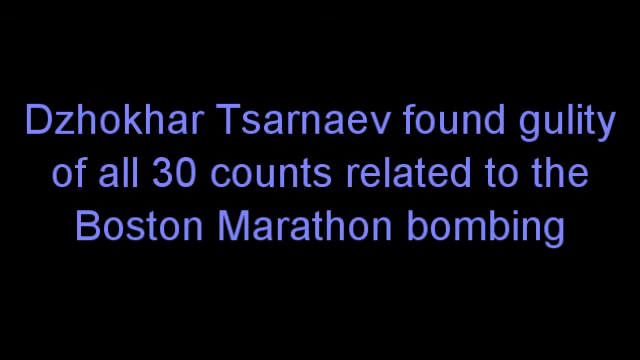 Dzhokhar Tsarnaev found gulity
of all 30 counts related to the
Boston Marathon bombing